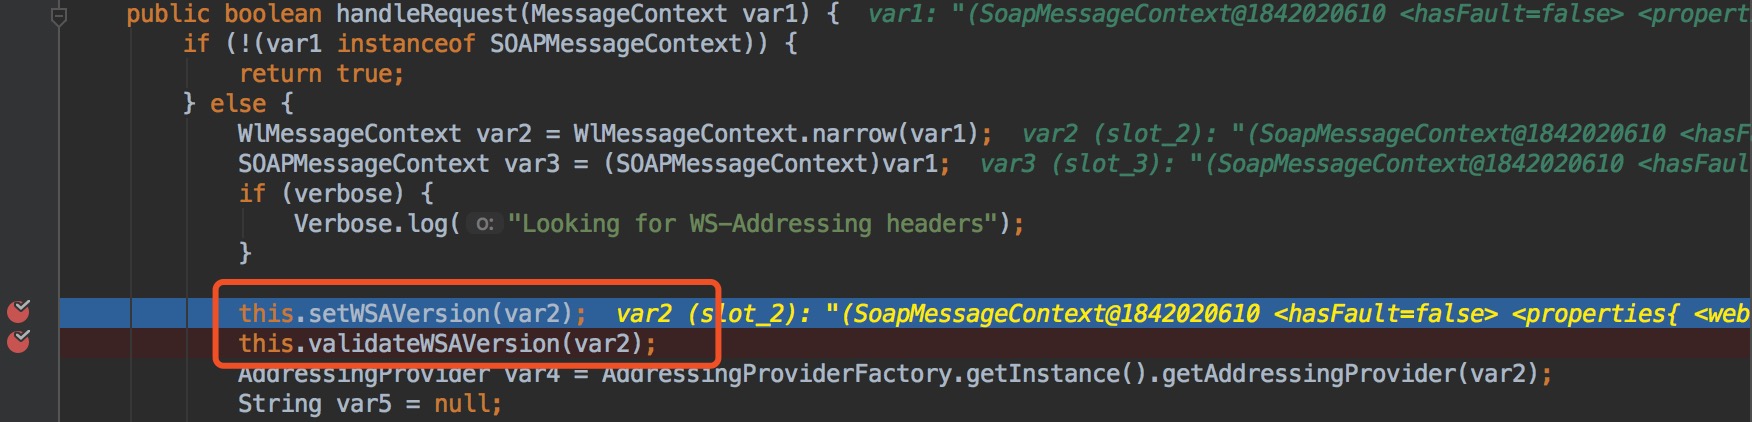 public boolean handleRequest(MessageContext var1) {  var1: "(SoapMessageContext@1842020610 <hasFault=false> <propert
if (!(var1 instanceof SOAPMessageContext)) {
return true;
} else {
WlMessageContext var2 = WlMessageContext.narrow(var1);  var2 (slot_2): "(SoapMessageContext@1842020610 <hasF
SOAPMessageContext var3 = (SOAPMessageContext)var1;  var3 (slot_3): "(SoapMessageContext@1842020610 <hasFaul
if (verbose) {
Verbose.log( o: "Looking for WS-Addressing headers");
}
this.setWSAVersion(var2);  var2 (slot_2): "(SoapMessageContext@1842020610 <hasFault=false> <properties{ <web
this.validateWSAVersion(var2);
AddressingProvider var4 = AddressingProviderFactory.getInstance().getAddressingProvider(var2);
String var5 = null;